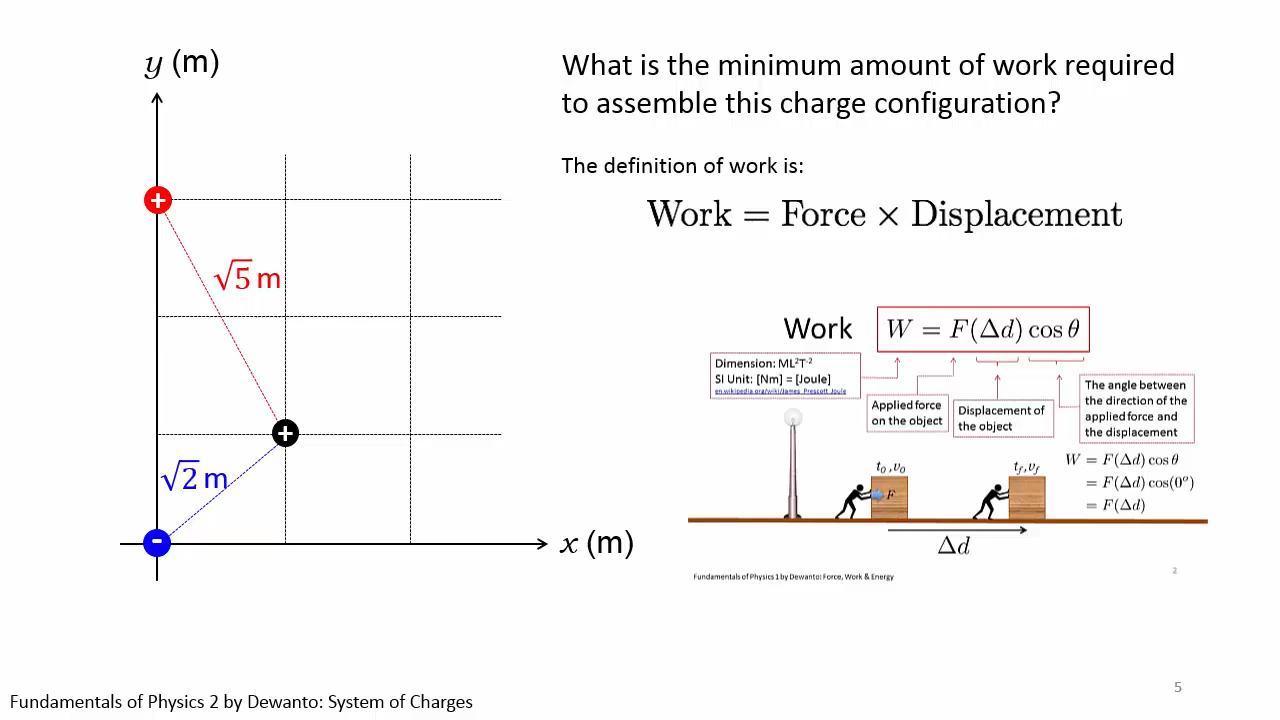 y (m)
What is the minimum amount of work required
to assemble this charge configuration?
The definition of work is:
Work = Force × Displacement
+
√5 m
+
√2 m
-
x (m)
Work
W = F(Δd) cos θ
Dimension: ML²T⁻²
SI Unit: [Nm] = [Joule]
en.wikipedia.org/wiki/James_Prescott_Joule
Applied force
on the object
Displacement of
the object
The angle between
the direction of the
applied force and
the displacement
t₀ ,v₀
F
t_f ,v_f
W = F(Δd) cos θ
= F(Δd) cos(0°)
= F(Δd)
Δd
Fundamentals of Physics 1 by Dewanto: Force, Work & Energy
2
Fundamentals of Physics 2 by Dewanto: System of Charges
5